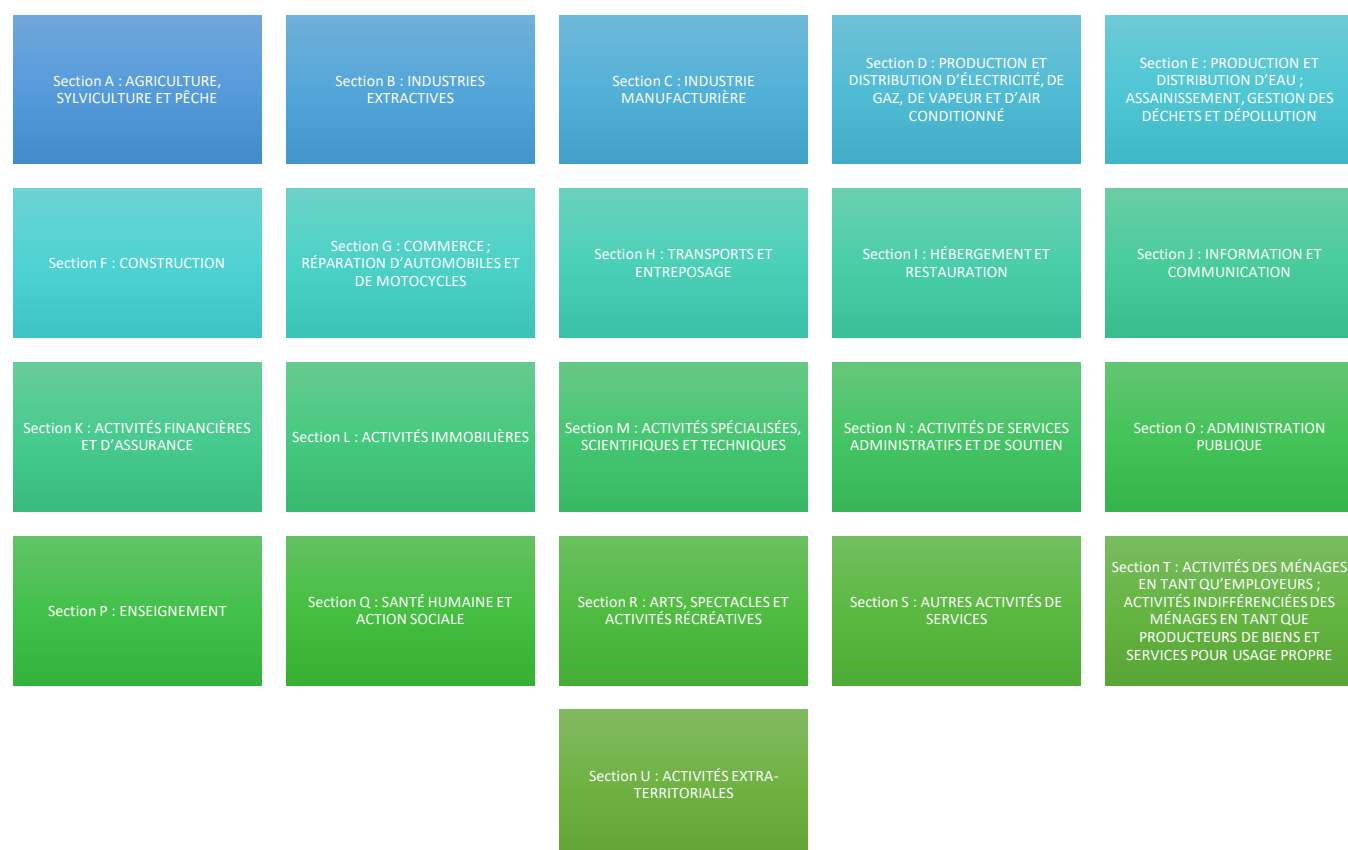 Section A : AGRICULTURE,
SYLVICULTURE ET PÊCHE
Section B : INDUSTRIES
EXTRACTIVES
Section C : INDUSTRIE
MANUFACTURIÈRE
Section D : PRODUCTION ET
DISTRIBUTION D’ÉLECTRICITÉ, DE
GAZ, DE VAPEUR ET D’AIR
CONDITIONNÉ
Section E : PRODUCTION ET
DISTRIBUTION D’EAU ;
ASSAINISSEMENT, GESTION DES
DÉCHETS ET DÉPOLLUTION
Section F : CONSTRUCTION
Section G : COMMERCE ;
RÉPARATION D’AUTOMOBILES ET
DE MOTOCYCLES
Section H : TRANSPORTS ET
ENTREPOSAGE
Section I : HÉBERGEMENT ET
RESTAURATION
Section J : INFORMATION ET
COMMUNICATION
Section K : ACTIVITÉS FINANCIÈRES
ET D’ASSURANCE
Section L : ACTIVITÉS IMMOBILIÈRES
Section M : ACTIVITÉS SPÉCIALISÉES,
SCIENTIFIQUES ET TECHNIQUES
Section N : ACTIVITÉS DE SERVICES
ADMINISTRATIFS ET DE SOUTIEN
Section O : ADMINISTRATION
PUBLIQUE
Section P : ENSEIGNEMENT
Section Q : SANTÉ HUMAINE ET
ACTION SOCIALE
Section R : ARTS, SPECTACLES ET
ACTIVITÉS RÉCRÉATIVES
Section S : AUTRES ACTIVITÉS DE
SERVICES
Section T : ACTIVITÉS DES MÉNAGES
EN TANT QU’EMPLOYEURS ;
ACTIVITÉS INDIFFÉRENCIÉES DES
MÉNAGES EN TANT QUE
PRODUCTEURS DE BIENS ET
SERVICES POUR USAGE PROPRE
Section U : ACTIVITÉS EXTRA-
TERRITORIALES